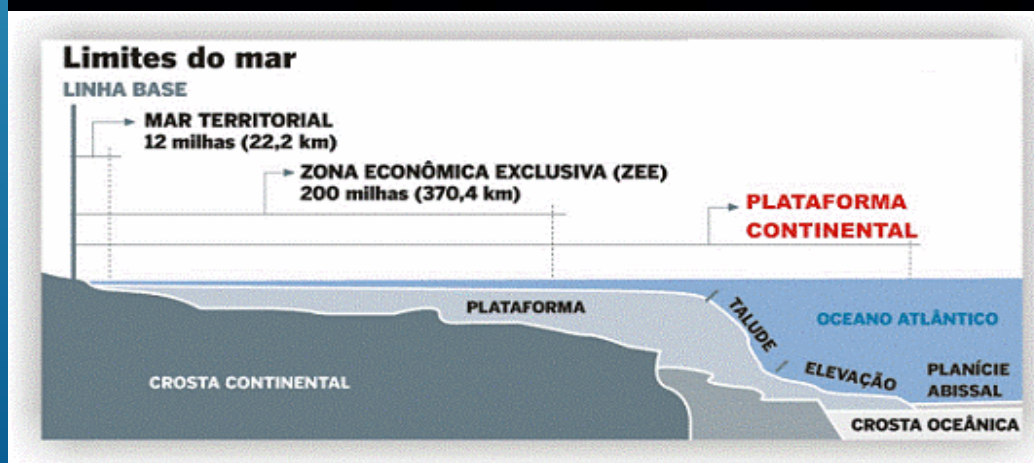 Limites do mar
LINHA BASE
MAR TERRITORIAL
12 milhas (22,2 km)
ZONA ECONÔMICA EXCLUSIVA (ZEE)
200 milhas (370,4 km)
PLATAFORMA
CONTINENTAL
PLATAFORMA
TALUDE
OCEANO ATLÂNTICO
ELEVAÇÃO
PLANÍCIE
ABISSAL
CROSTA CONTINENTAL
CROSTA OCEÂNICA